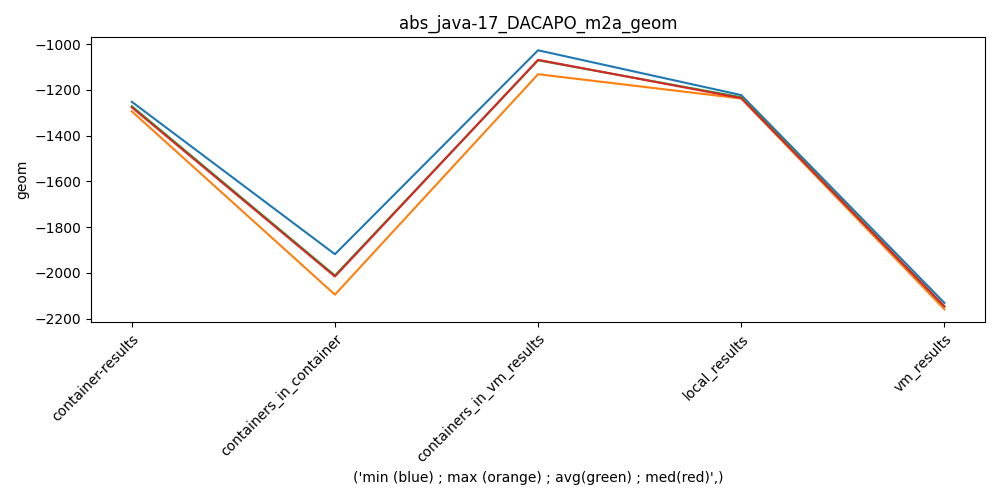 abs_java-17_DACAPO_m2a_geom
−1000
−1200
−1400
−1600
−1800
−2000
−2200
geom
container-results
containers_in_container
containers_in_vm_results
local_results
vm_results
('min (blue) ; max (orange) ; avg(green) ; med(red)',)